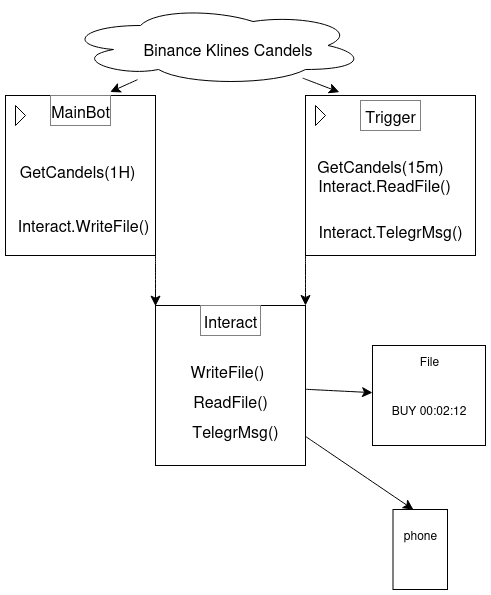 Binance Klines Candels
MainBot
GetCandels(1H)
Interact.WriteFile()
Trigger
GetCandels(15m)
Interact.ReadFile()
Interact.TelegrMsg()
Interact
WriteFile()
ReadFile()
TelegrMsg()
File
BUY 00:02:12
phone